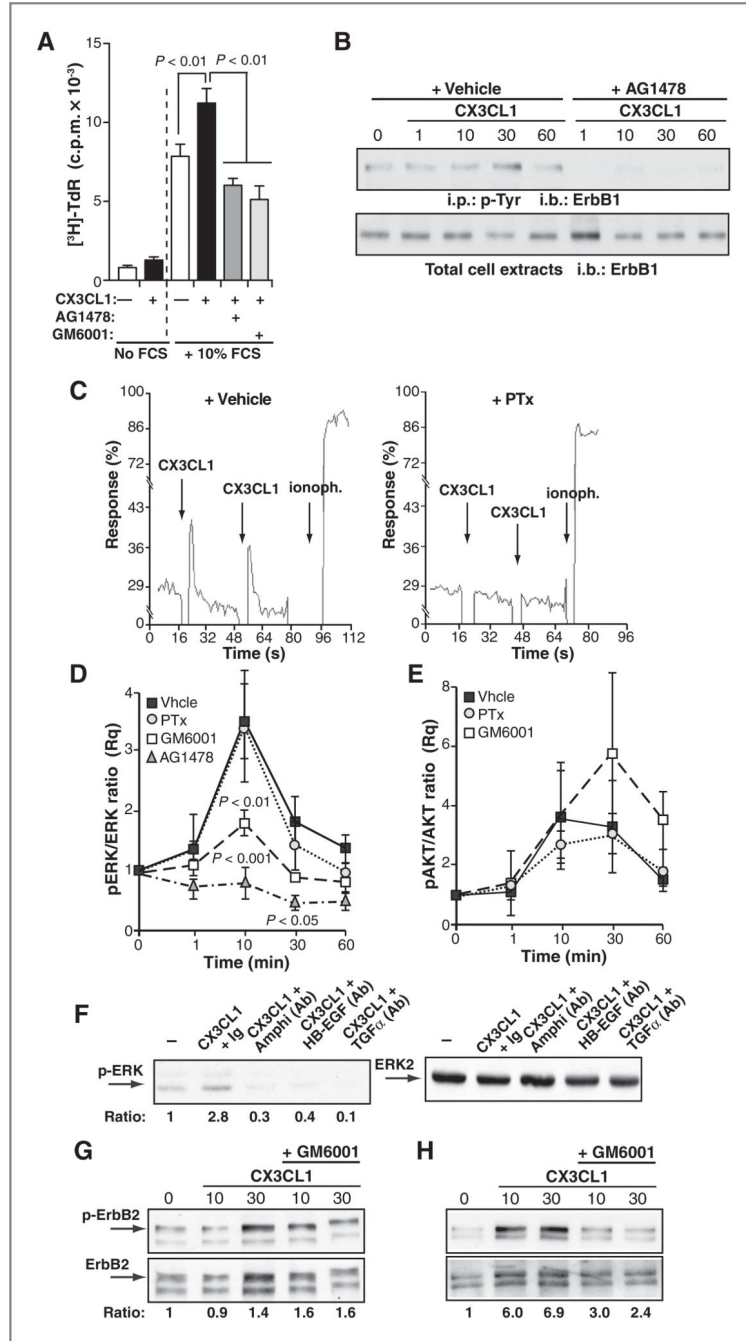 A
15
10
5
0
[³H]-TdR (c.p.m. × 10⁻³)
P < 0.01
P < 0.01
CX3CL1: — + — + + +
AG1478: +
GM6001: +
No FCS
+ 10% FCS
B
+ Vehicle
+ AG1478
CX3CL1
CX3CL1
0 1 10 30 60 1 10 30 60
i.p.: p-Tyr i.b.: ErbB1
Total cell extracts i.b.: ErbB1
C
+ Vehicle
100
86
72
43
36
29
0
Response (%)
CX3CL1
CX3CL1
ionoph.
0 16 32 48 64 80 96 112
Time (s)
+ PTx
100
86
72
43
36
29
0
Response (%)
CX3CL1
CX3CL1
ionoph.
0 16 32 48 64 80 96
Time (s)
D
4
3
2
1
0
pERK/ERK ratio (Rq)
Vhcle
PTx
GM6001
AG1478
P < 0.01
P < 0.001
P < 0.05
0 1 10 30 60
Time (min)
E
8
6
4
2
0
pAKT/AKT ratio (Rq)
Vhcle
PTx
GM6001
0 1 10 30 60
Time (min)
F
–
CX3CL1
+ Ig
CX3CL1 +
Amphi (Ab)
CX3CL1 +
HB-EGF (Ab)
CX3CL1 +
TGFα (Ab)
p-ERK
Ratio: 1 2.8 0.3 0.4 0.1
–
CX3CL1
+ Ig
CX3CL1 +
Amphi (Ab)
CX3CL1 +
HB-EGF (Ab)
CX3CL1 +
TGFα (Ab)
ERK2
G
+ GM6001
CX3CL1
0 10 30 10 30
p-ErbB2
ErbB2
Ratio: 1 0.9 1.4 1.6 1.6
H
+ GM6001
CX3CL1
0 10 30 10 30
1 6.0 6.9 3.0 2.4